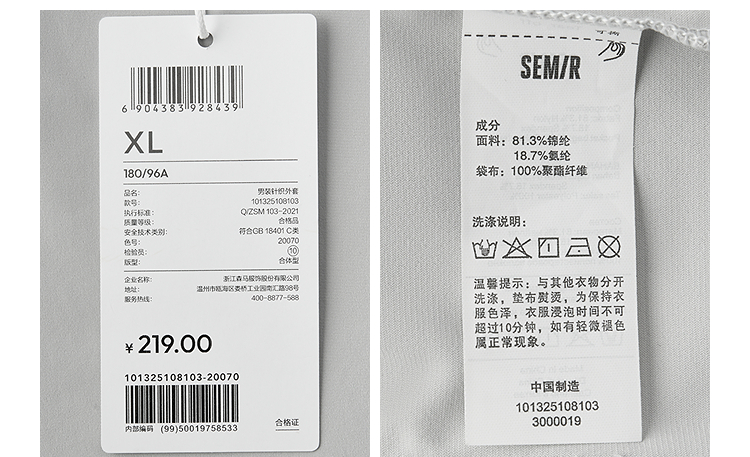 6 904383 928439
XL
180/96A
品名: 男装针织外套
款号: 101325108103
执行标准: Q/ZSM 103-2021
质量等级: 合格品
安全技术类别: 符合GB 18401 C类
色号: 20070
检验员: 10
版型: 合体型
企业名称: 浙江森马服饰股份有限公司
地址: 温州市瓯海区娄桥工业园南汇路98号
服务热线: 400-8877-588
¥ 219.00
101325108103-20070
内部编码 (99)50019758533
合格证
SEM/R
成分
面料: 81.3%锦纶
18.7%氨纶
袋布: 100%聚酯纤维
洗涤说明:
温馨提示: 与其他衣物分开
洗涤, 垫布熨烫, 为保持衣
服色泽, 衣服浸泡时间不可
超过10分钟, 如有轻微褪色
属正常现象。
中国制造
101325108103
3000019